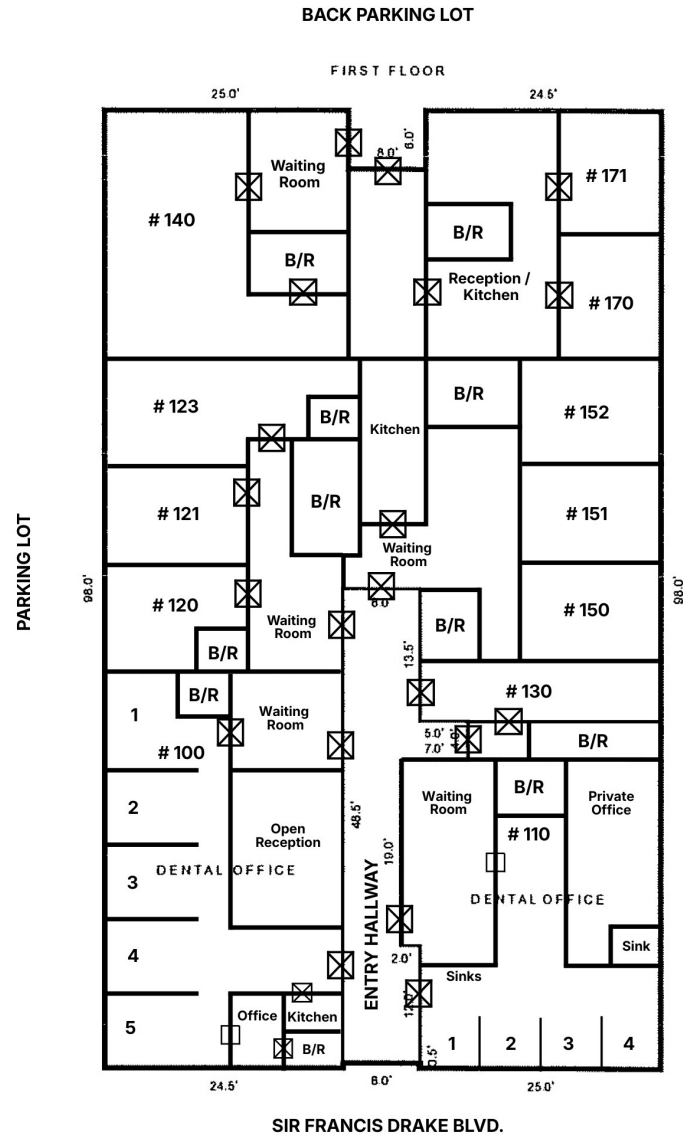 BACK PARKING LOT
FIRST FLOOR
25.0'
24.5'
6.0'
8.0'
Waiting
Room
# 171
# 140
B/R
B/R
Reception /
Kitchen
# 170
# 123
B/R
B/R
Kitchen
# 152
B/R
# 121
# 151
Waiting
Room
PARKING LOT
98.0'
98.0'
# 120
Waiting
Room
B/R
6.0'
B/R
# 150
13.5'
B/R
1
# 100
Waiting
Room
# 130
5.0'
7.0'
B/R
2
Open
Reception
48.5'
Waiting
Room
B/R
Private
Office
# 110
3
DENTAL OFFICE
19.0'
DENTAL OFFICE
4
ENTRY HALLWAY
2.0'
Sink
Sinks
5
Office
Kitchen
B/R
12.0'
1
2
3
4
24.5'
8.0'
25.0'
SIR FRANCIS DRAKE BLVD.